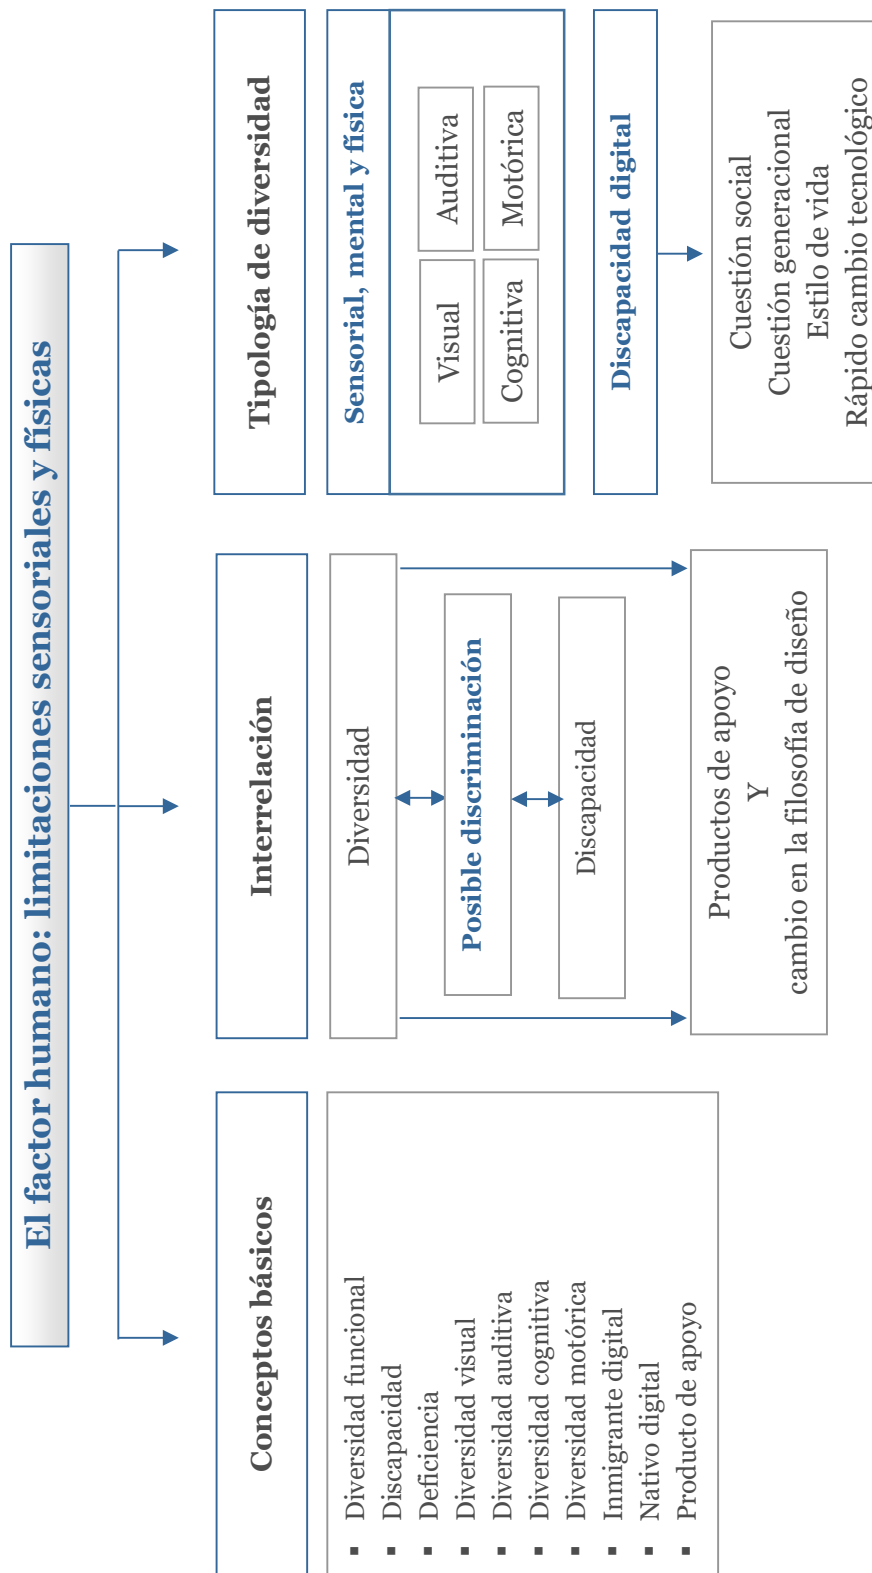 El factor humano: limitaciones sensoriales y físicas
Conceptos básicos
▪ Diversidad funcional
▪ Discapacidad
▪ Deficiencia
▪ Diversidad visual
▪ Diversidad auditiva
▪ Diversidad cognitiva
▪ Diversidad motórica
▪ Inmigrante digital
▪ Nativo digital
▪ Producto de apoyo
Interrelación
Diversidad
Posible discriminación
Discapacidad
Productos de apoyo
Y
cambio en la filosofía de diseño
Tipología de diversidad
Sensorial, mental y física
Visual
Auditiva
Cognitiva
Motórica
Discapacidad digital
Cuestión social
Cuestión generacional
Estilo de vida
Rápido cambio tecnológico